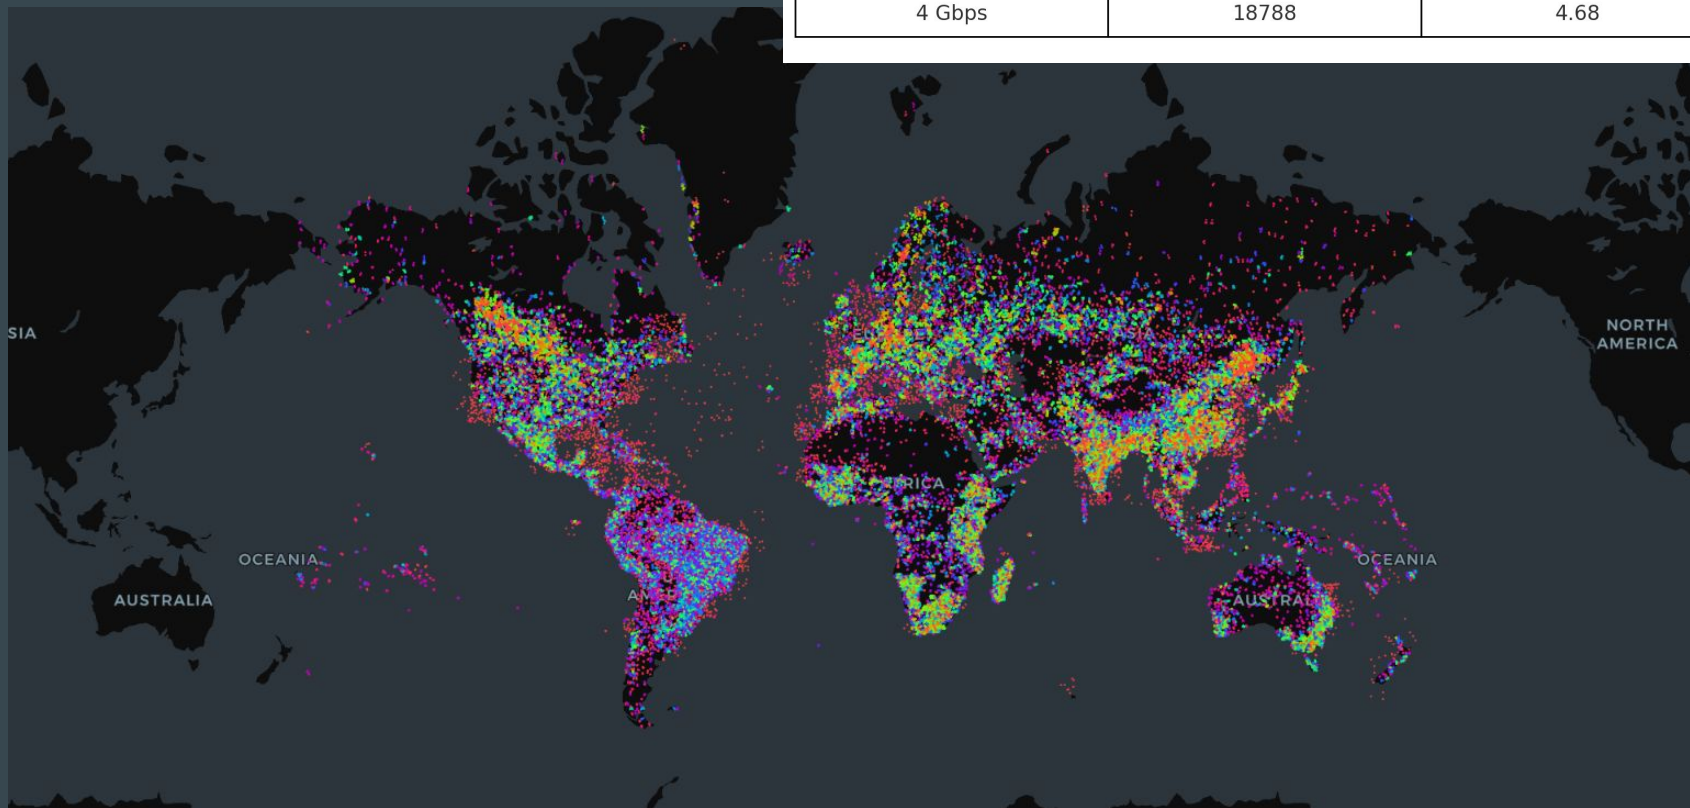 4 Gbps 18788 4.68
SIA
NORTH
AMERICA
OCEANIA
OCEANIA
AUSTRALIA